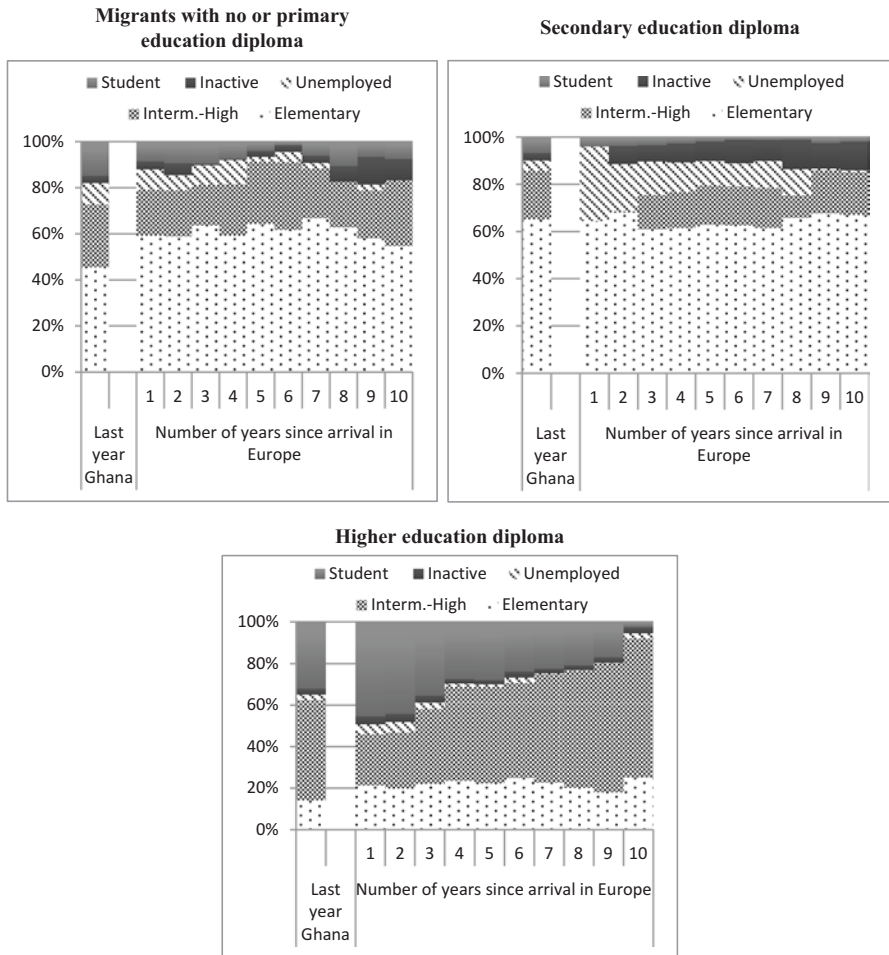 Migrants with no or primary
education diploma
Student Inactive Unemployed
Interm.-High Elementary
100%
80%
60%
40%
20%
0%
1 2 3 4 5 6 7 8 9 10
Last
year
Ghana
Number of years since arrival in
Europe
Secondary education diploma
Student Inactive Unemployed
Interm.-High Elementary
100%
80%
60%
40%
20%
0%
1 2 3 4 5 6 7 8 9 10
Last
year
Ghana
Number of years since arrival in
Europe
Higher education diploma
Student Inactive Unemployed
Interm.-High Elementary
100%
80%
60%
40%
20%
0%
1 2 3 4 5 6 7 8 9 10
Last
year
Ghana
Number of years since arrival in Europe